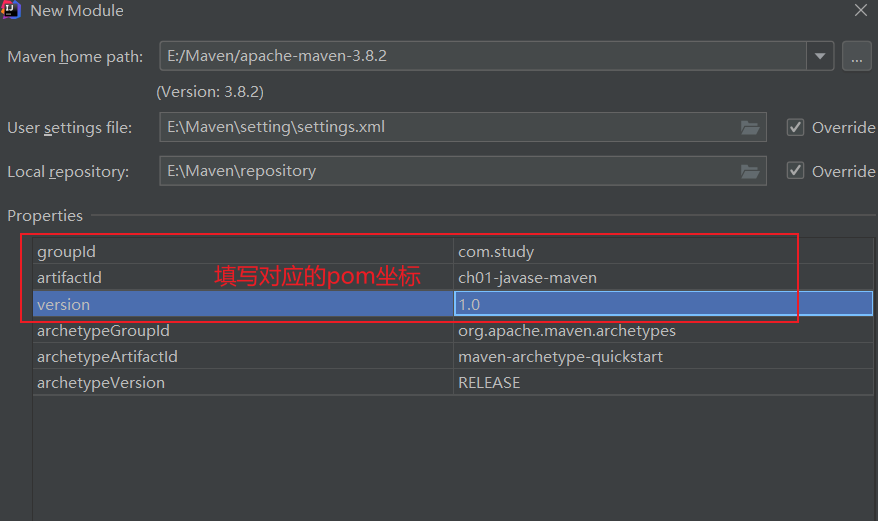 New Module
Maven home path: E:/Maven/apache-maven-3.8.2 ...
(Version: 3.8.2)
User settings file: E:\Maven\setting\settings.xml Override
Local repository: E:\Maven\repository Override
Properties
groupId com.study
artifactId 填写对应的pom坐标 ch01-javase-maven
version 1.0
archetypeGroupId org.apache.maven.archetypes
archetypeArtifactId maven-archetype-quickstart
archetypeVersion RELEASE